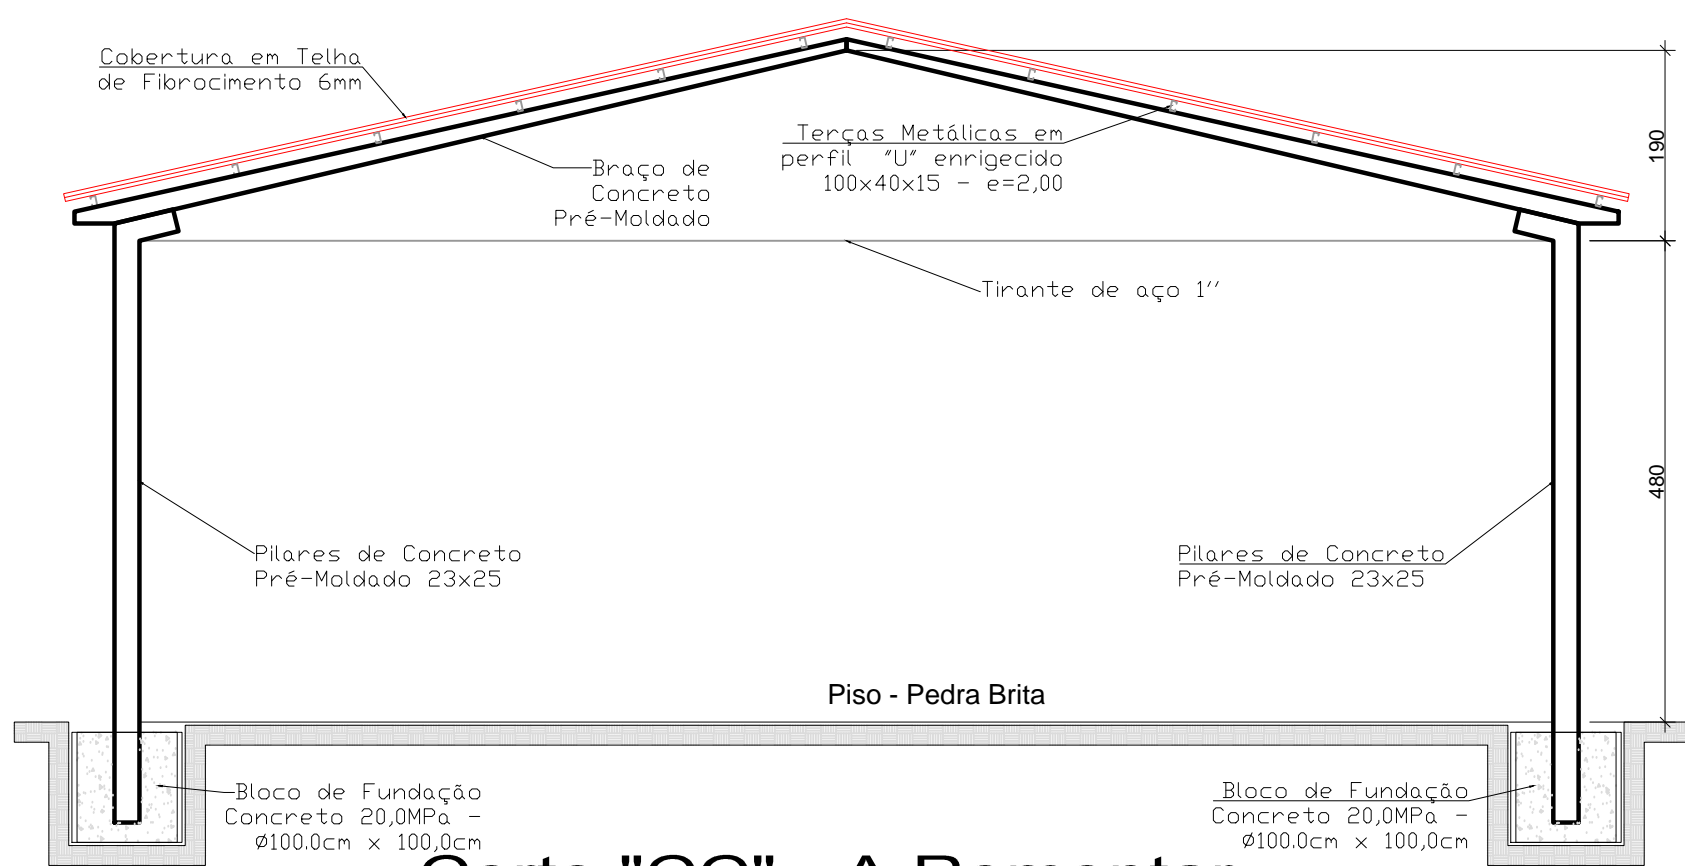 Cobertura em Telha
de Fibrocimento 6mm
Braço de
Concreto
Pré-Moldado
Terças Metálicas em
perfil "U" enrigecido
100x40x15 - e=2,00
190
Tirante de aço 1''
480
Pilares de Concreto
Pré-Moldado 23x25
Pilares de Concreto
Pré-Moldado 23x25
Piso - Pedra Brita
Bloco de Fundação
Concreto 20,0MPa -
Ø100.0cm x 100,0cm
Bloco de Fundação
Concreto 20,0MPa -
Ø100.0cm x 100,0cm
Corte "CC" - A Remontar